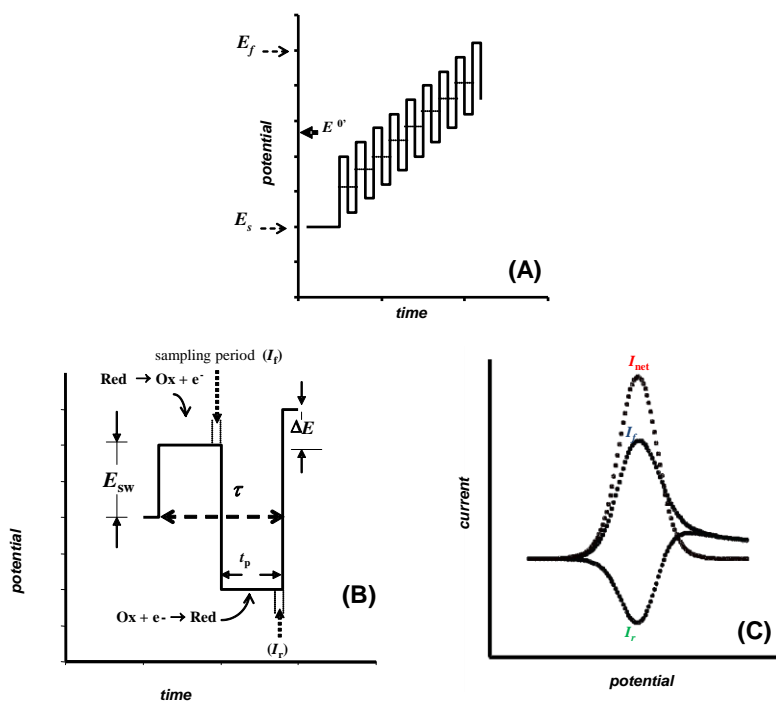 E_f
E^0'
potential
E_s
(A)
time
sampling period (I_f)
Red → Ox + e^-
ΔE
E_sw
τ
t_p
potential
(B)
Ox + e- → Red
(I_r)
time
I_net
I_f
current
I_r
(C)
potential